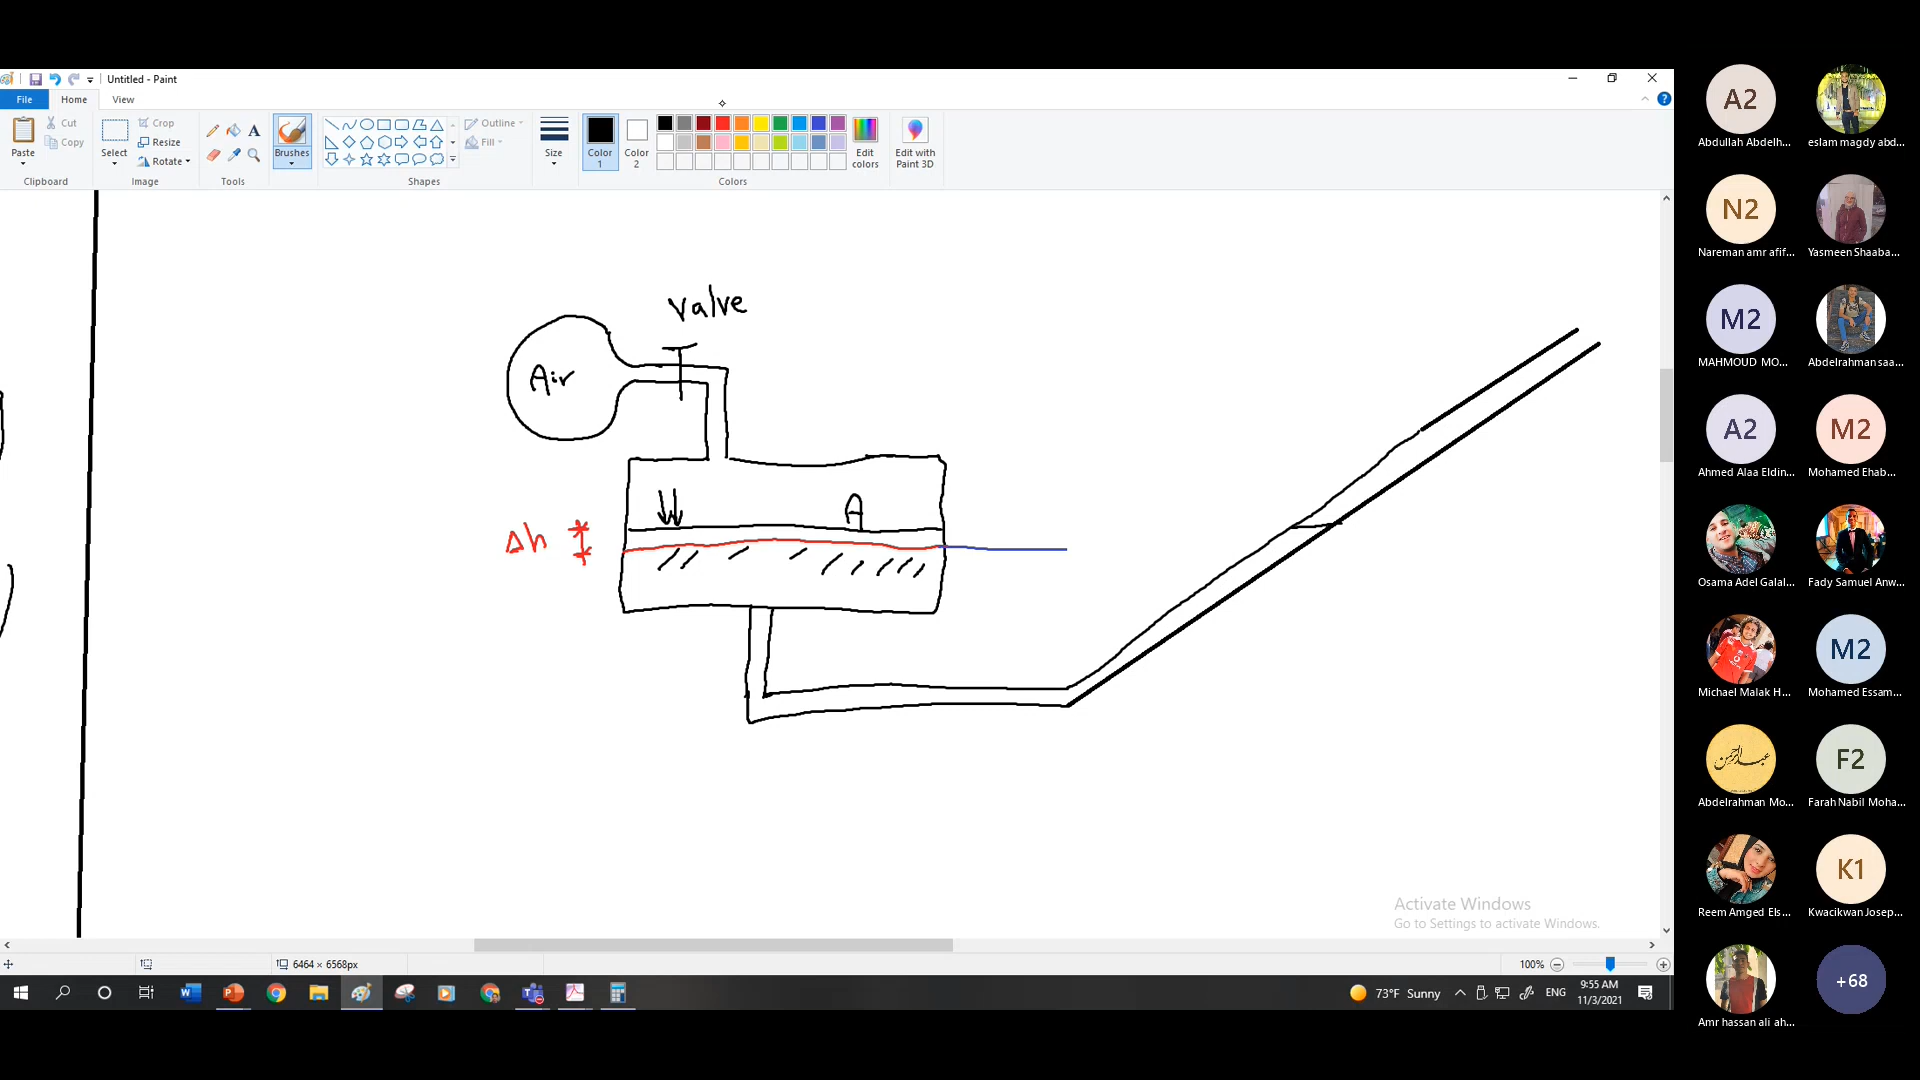 Untitled - Paint
File
Home
View
Paste
Cut
Copy
Clipboard
Select
Crop
Resize
Rotate
Image
A
Tools
Brushes
Outline
Fill
Shapes
Size
Color 1
Color 2
Edit colors
Edit with Paint 3D
Colors
valve
Air
A
Δh
Activate Windows
Go to Settings to activate Windows.
6464 × 6568px
100%
73°F Sunny
ENG
9:55 AM
11/3/2021
A2
Abdullah Abdelh...
eslam magdy abd...
N2
Nareman amr afif...
Yasmeen Shaaba...
M2
MAHMOUD MO...
Abdelrahman saa...
A2
Ahmed Alaa Eldin...
M2
Mohamed Ehab...
Osama Adel Galal...
Fady Samuel Anw...
Michael Malak H...
M2
Mohamed Essam...
Abdelrahman Mo...
F2
Farah Nabil Moha...
Reem Amged Els...
K1
Kwacikwan Josep...
Amr hassan ali ah...
+68